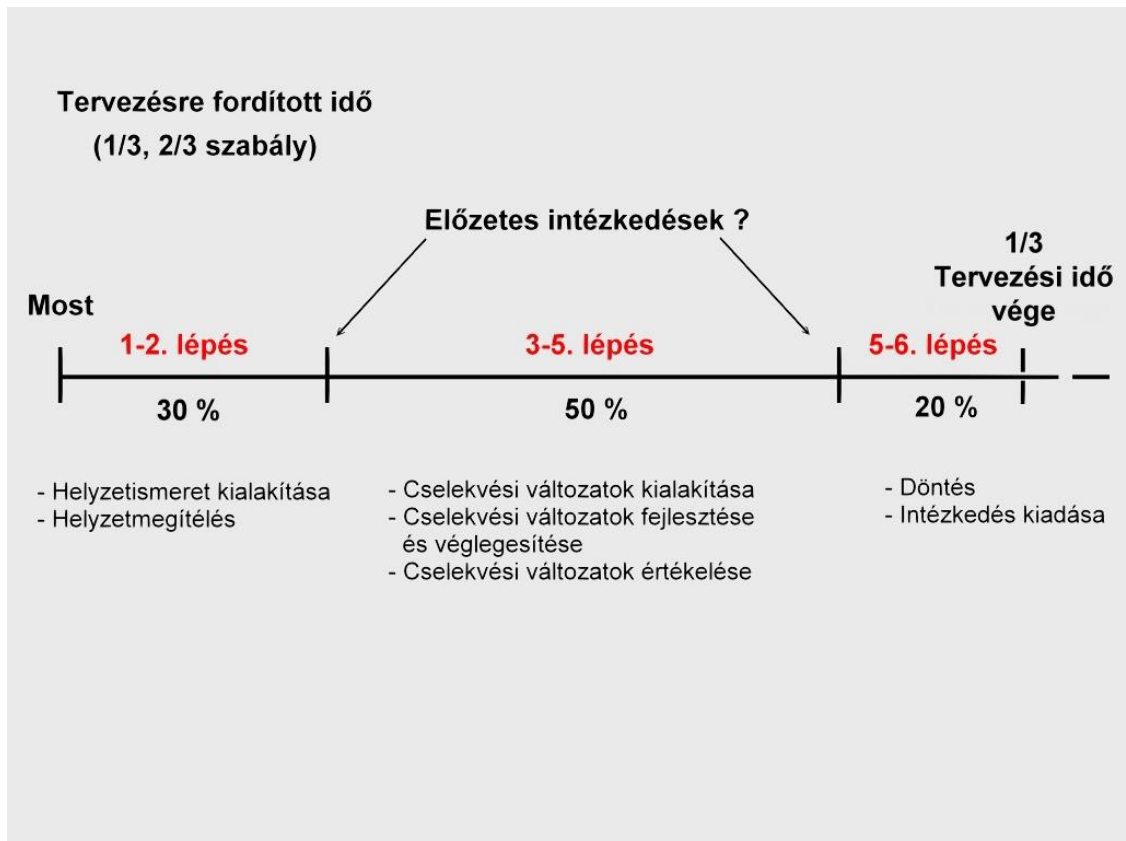 Tervezésre fordított idő
(1/3, 2/3 szabály)
Előzetes intézkedések ?
1/3
Tervezési idő
vége
Most
1-2. lépés
3-5. lépés
5-6. lépés
30 %
50 %
20 %
- Helyzetismeret kialakítása
- Helyzetmegítélés
- Cselekvési változatok kialakítása
- Cselekvési változatok fejlesztése
és véglegesítése
- Cselekvési változatok értékelése
- Döntés
- Intézkedés kiadása